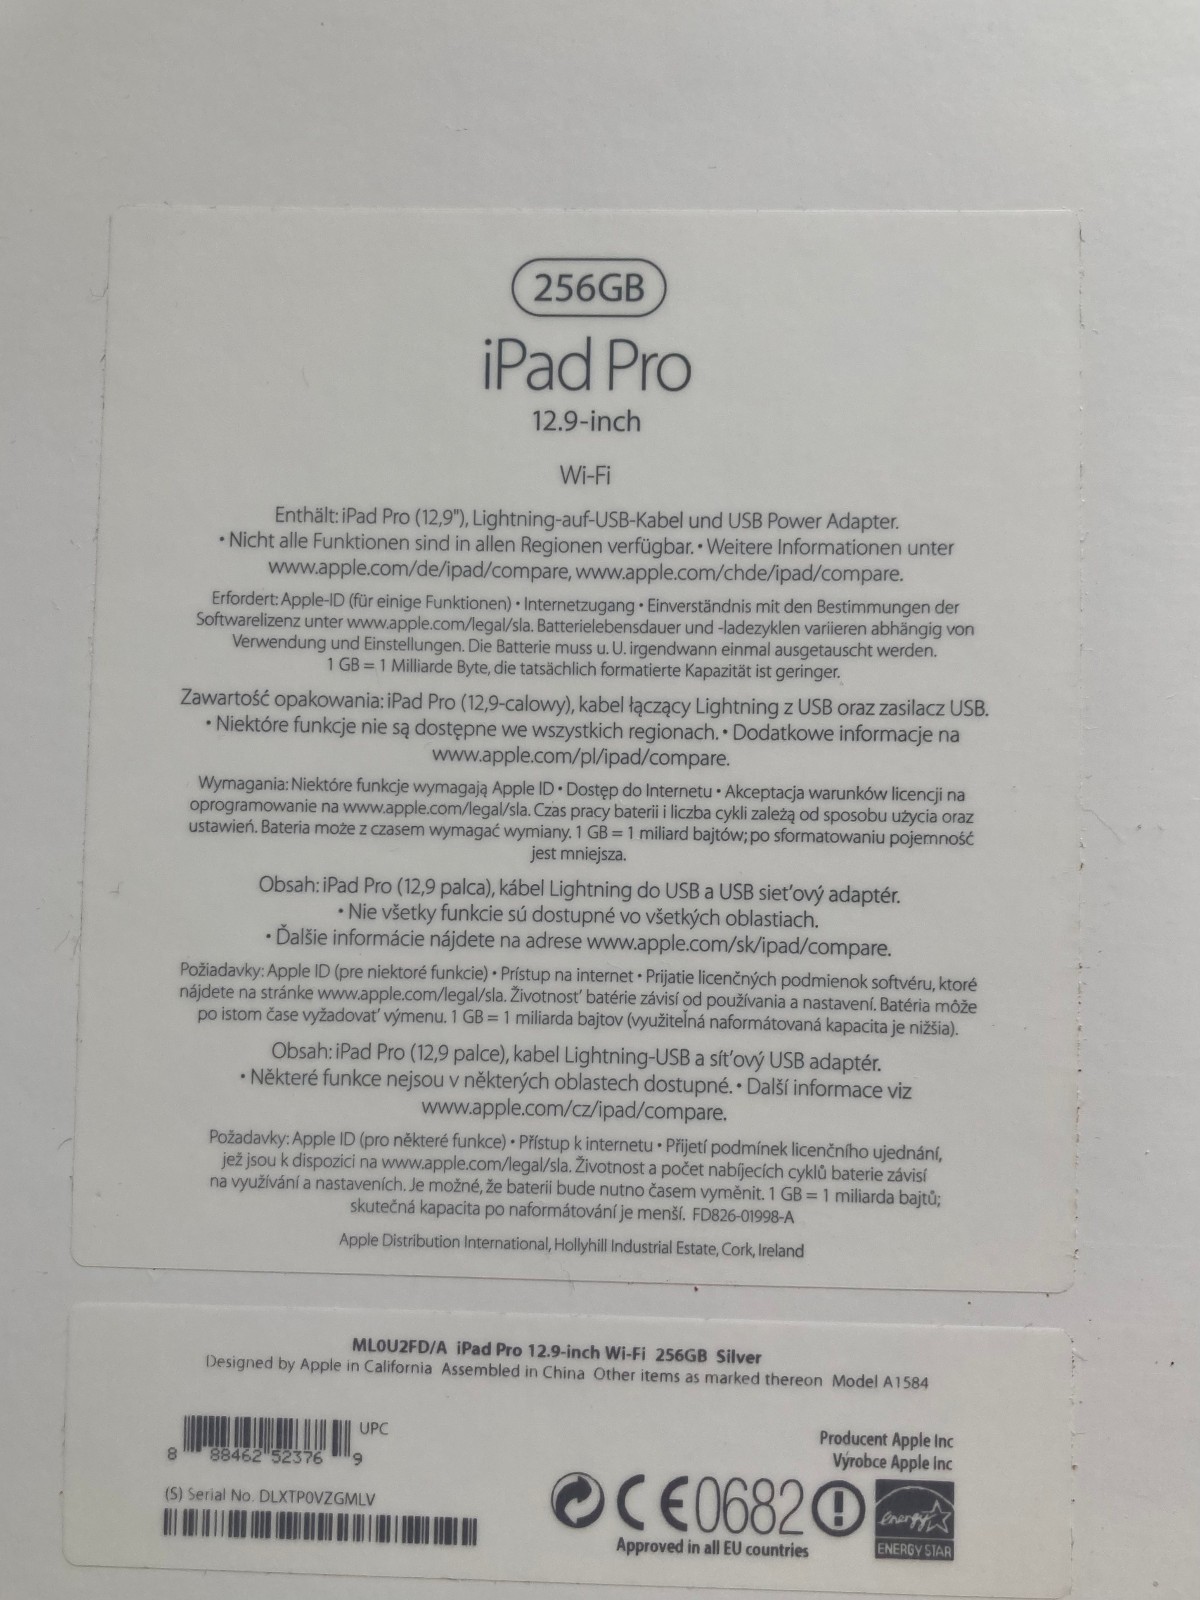 256GB
iPad Pro
12.9-inch
Wi-Fi
Enthält: iPad Pro (12,9"), Lightning-auf-USB-Kabel und USB Power Adapter.
• Nicht alle Funktionen sind in allen Regionen verfügbar. • Weitere Informationen unter
www.apple.com/de/ipad/compare, www.apple.com/chde/ipad/compare.
Erfordert: Apple-ID (für einige Funktionen) • Internetzugang • Einverständnis mit den Bestimmungen der
Softwarelizenz unter www.apple.com/legal/sla. Batterielebensdauer und -ladezyklen variieren abhängig von
Verwendung und Einstellungen. Die Batterie muss u. U. irgendwann einmal ausgetauscht werden.
1 GB = 1 Milliarde Byte, die tatsächlich formatierte Kapazität ist geringer.
Zawartość opakowania: iPad Pro (12,9-calowy), kabel łączący Lightning z USB oraz zasilacz USB.
• Niektóre funkcje nie są dostępne we wszystkich regionach. • Dodatkowe informacje na
www.apple.com/pl/ipad/compare.
Wymagania: Niektóre funkcje wymagają Apple ID • Dostęp do Internetu • Akceptacja warunków licencji na
oprogramowanie na www.apple.com/legal/sla. Czas pracy baterii i liczba cykli zależą od sposobu użycia oraz
ustawień. Bateria może z czasem wymagać wymiany. 1 GB = 1 miliard bajtów; po sformatowaniu pojemność
jest mniejsza.
Obsah: iPad Pro (12,9 palca), kábel Lightning do USB a USB sieťový adaptér.
• Nie všetky funkcie sú dostupné vo všetkých oblastiach.
• Ďalšie informácie nájdete na adrese www.apple.com/sk/ipad/compare.
Požiadavky: Apple ID (pre niektoré funkcie) • Prístup na internet • Prijatie licenčných podmienok softvéru, ktoré
nájdete na stránke www.apple.com/legal/sla. Životnosť batérie závisí od používania a nastavení. Batéria môže
po istom čase vyžadovať výmenu. 1 GB = 1 miliarda bajtov (využiteľná naformátovaná kapacita je nižšia).
Obsah: iPad Pro (12,9 palce), kabel Lightning-USB a síťový USB adaptér.
• Některé funkce nejsou v některých oblastech dostupné. • Další informace viz
www.apple.com/cz/ipad/compare.
Požadavky: Apple ID (pro některé funkce) • Přístup k internetu • Přijetí podmínek licenčního ujednání,
jež jsou k dispozici na www.apple.com/legal/sla. Životnost a počet nabíjecích cyklů baterie závisí
na využívání a nastaveních. Je možné, že baterii bude nutno časem vyměnit. 1 GB = 1 miliarda bajtů;
skutečná kapacita po naformátování je menší. FD826-01998-A
Apple Distribution International, Hollyhill Industrial Estate, Cork, Ireland
ML0U2FD/A iPad Pro 12.9-inch Wi-Fi 256GB Silver
Designed by Apple in California Assembled in China Other items as marked thereon Model A1584
UPC
8 88462 52376 9
(S) Serial No. DLXTP0VZGMLV
Producent Apple Inc
Výrobce Apple Inc
CE0682
Approved in all EU countries
energy
ENERGY STAR